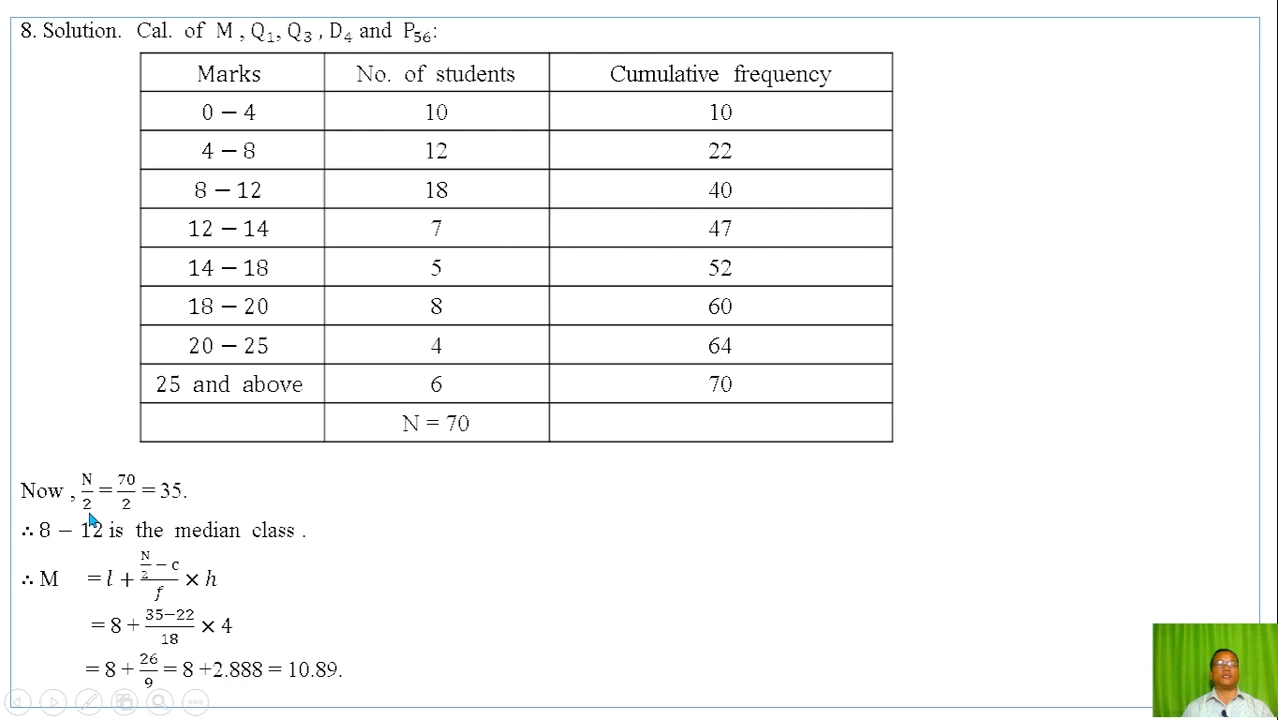 8. Solution. Cal. of M , Q₁, Q₃ , D₄ and P₅₆:
Marks No. of students Cumulative frequency
0 − 4 10 10
4 − 8 12 22
8 − 12 18 40
12 − 14 7 47
14 − 18 5 52
18 − 20 8 60
20 − 25 4 64
25 and above 6 70
N = 70
Now , N/2 = 70/2 = 35.
∴ 8 − 12 is the median class .
∴ M = l + (N/2 − c)/f × h
= 8 + (35−22)/18 × 4
= 8 + 26/9 = 8 +2.888 = 10.89.